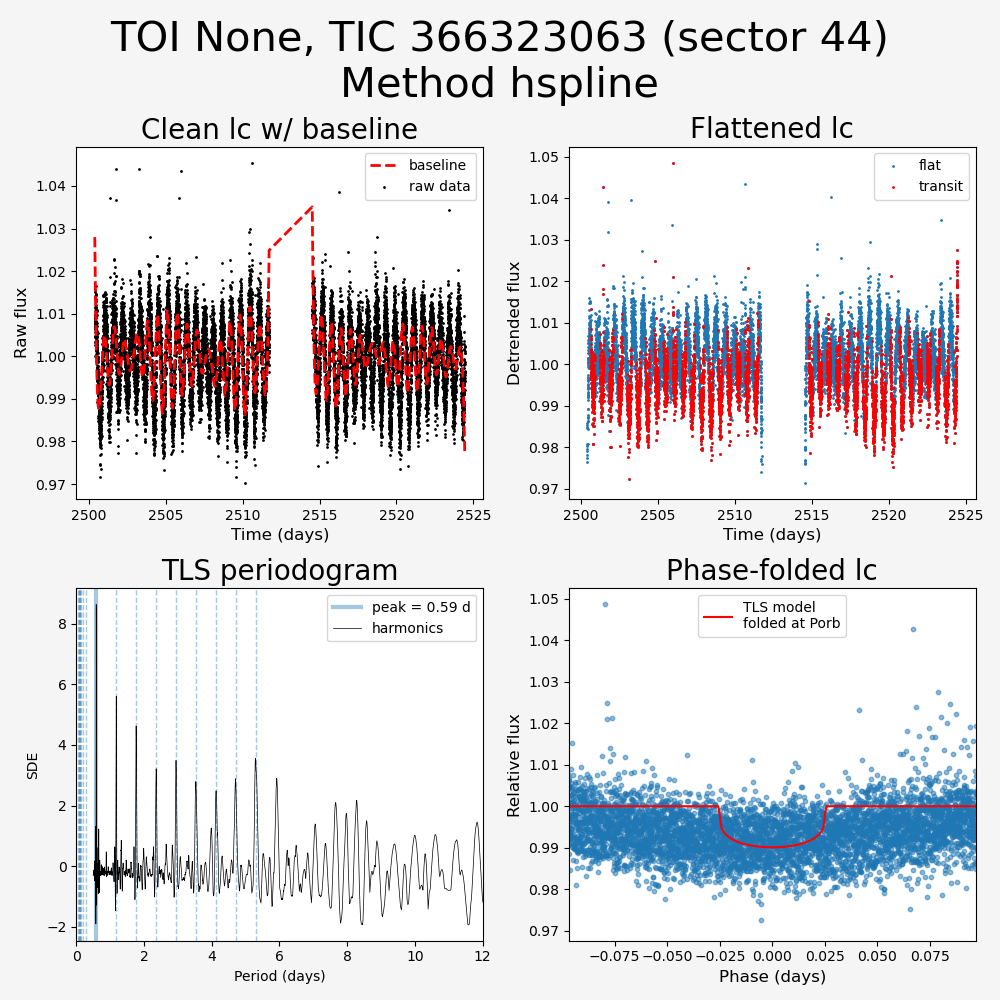 TOI None, TIC 366323063 (sector 44)
Method hspline
Clean lc w/ baseline
Flattened lc
baseline
raw data
flat
transit
Raw flux
1.04
1.03
1.02
1.01
1.00
0.99
0.98
0.97
2500
2505
2510
2515
2520
2525
Time (days)
Detrended flux
1.05
1.04
1.03
1.02
1.01
1.00
0.99
0.98
0.97
2500
2505
2510
2515
2520
2525
Time (days)
TLS periodogram
Phase-folded lc
peak = 0.59 d
harmonics
TLS model
folded at Porb
SDE
8
6
4
2
0
−2
0
2
4
6
8
10
12
Period (days)
Relative flux
1.05
1.04
1.03
1.02
1.01
1.00
0.99
0.98
0.97
−0.075
−0.050
−0.025
0.000
0.025
0.050
0.075
Phase (days)